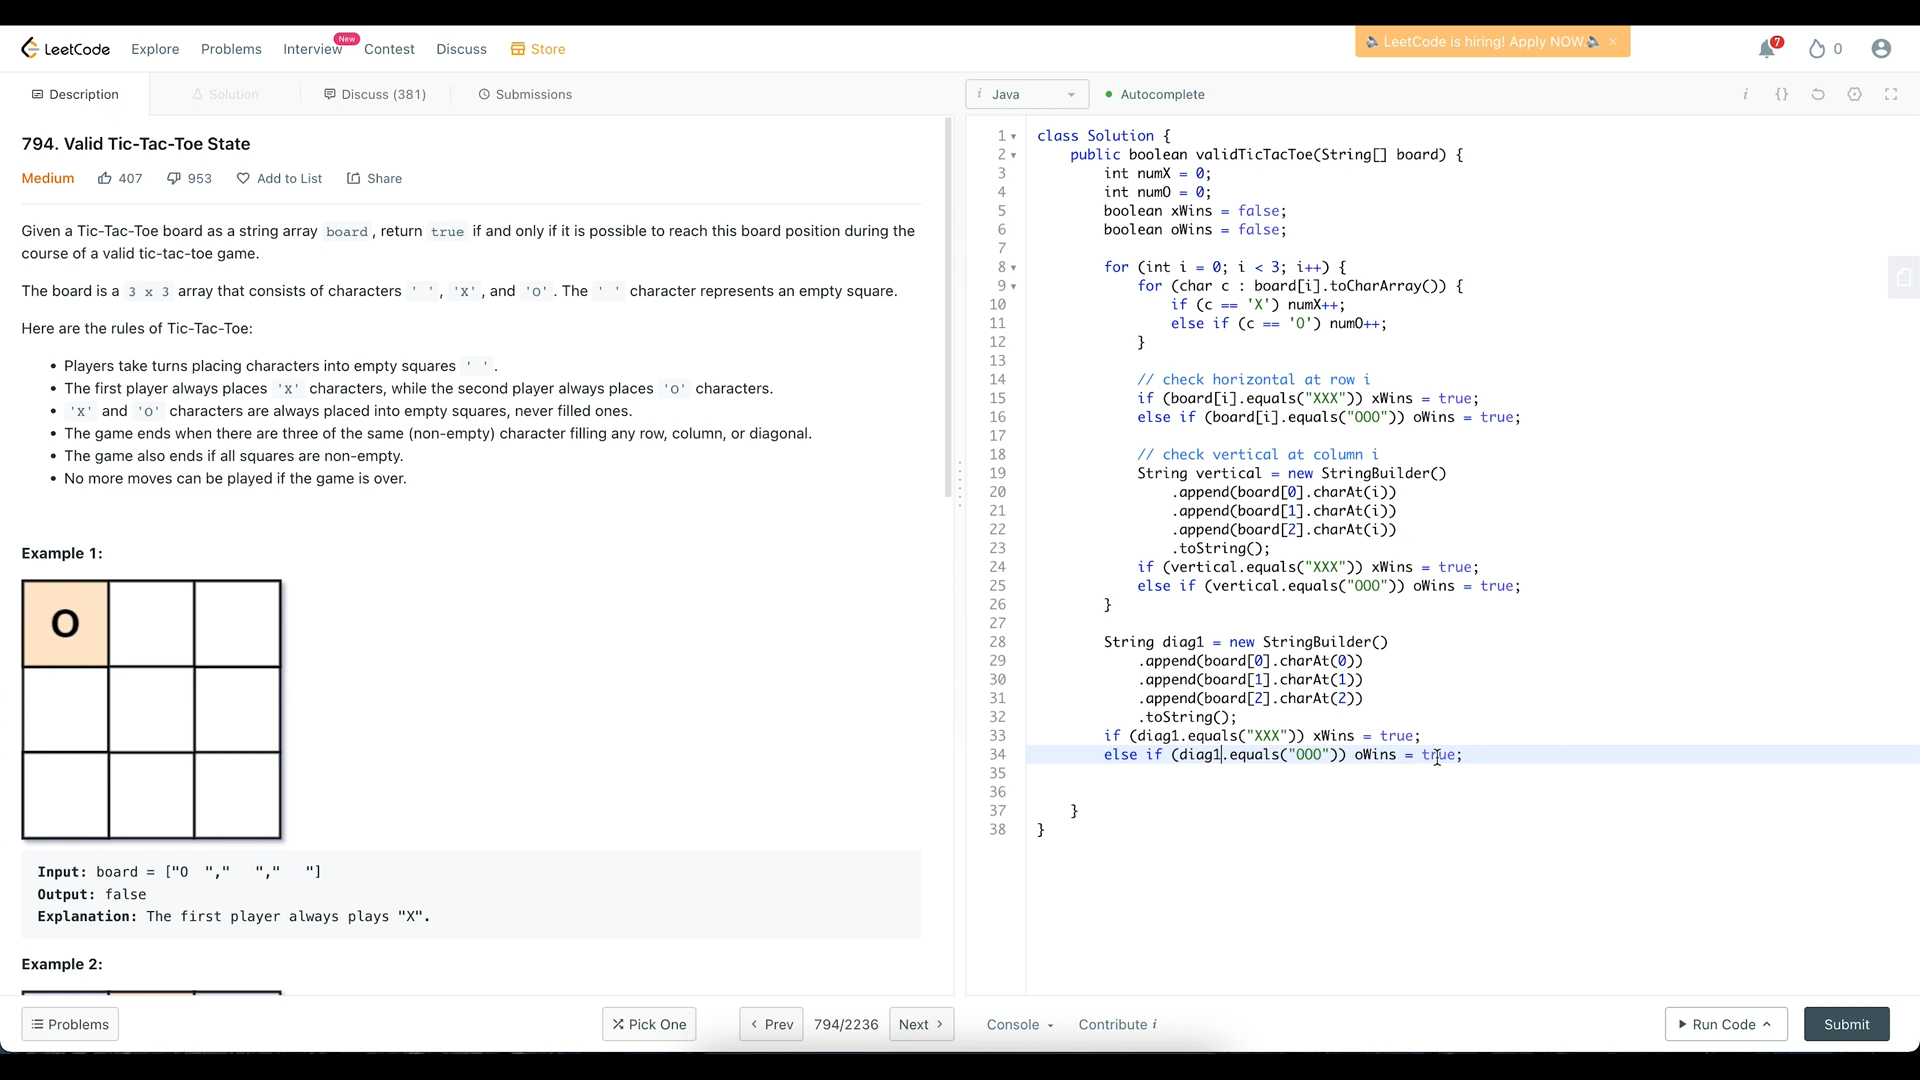 LeetCode Explore Problems Interview New Contest Discuss Store
LeetCode is hiring! Apply NOW. ×
7 0
Description Solution Discuss (381) Submissions
794. Valid Tic-Tac-Toe State
Medium 407 953 Add to List Share
Given a Tic-Tac-Toe board as a string array board, return true if and only if it is possible to reach this board position during the
course of a valid tic-tac-toe game.
The board is a 3 x 3 array that consists of characters ' ', 'X', and 'O'. The ' ' character represents an empty square.
Here are the rules of Tic-Tac-Toe:
• Players take turns placing characters into empty squares ' '.
• The first player always places 'X' characters, while the second player always places 'O' characters.
• 'X' and 'O' characters are always placed into empty squares, never filled ones.
• The game ends when there are three of the same (non-empty) character filling any row, column, or diagonal.
• The game also ends if all squares are non-empty.
• No more moves can be played if the game is over.
Example 1:
O
Input: board = ["O  ","   ","   "]
Output: false
Explanation: The first player always plays "X".
Example 2:
Problems Pick One Prev 794/2236 Next
i Java Autocomplete i {}
1 class Solution {
2 public boolean validTicTacToe(String[] board) {
3 int numX = 0;
4 int numO = 0;
5 boolean xWins = false;
6 boolean oWins = false;
7
8 for (int i = 0; i < 3; i++) {
9 for (char c : board[i].toCharArray()) {
10 if (c == 'X') numX++;
11 else if (c == 'O') numO++;
12 }
13
14 // check horizontal at row i
15 if (board[i].equals("XXX")) xWins = true;
16 else if (board[i].equals("OOO")) oWins = true;
17
18 // check vertical at column i
19 String vertical = new StringBuilder()
20 .append(board[0].charAt(i))
21 .append(board[1].charAt(i))
22 .append(board[2].charAt(i))
23 .toString();
24 if (vertical.equals("XXX")) xWins = true;
25 else if (vertical.equals("OOO")) oWins = true;
26 }
27
28 String diag1 = new StringBuilder()
29 .append(board[0].charAt(0))
30 .append(board[1].charAt(1))
31 .append(board[2].charAt(2))
32 .toString();
33 if (diag1.equals("XXX")) xWins = true;
34 else if (diag1.equals("OOO")) oWins = true;
35
36
37 }
38 }
Console Contribute i Run Code Submit